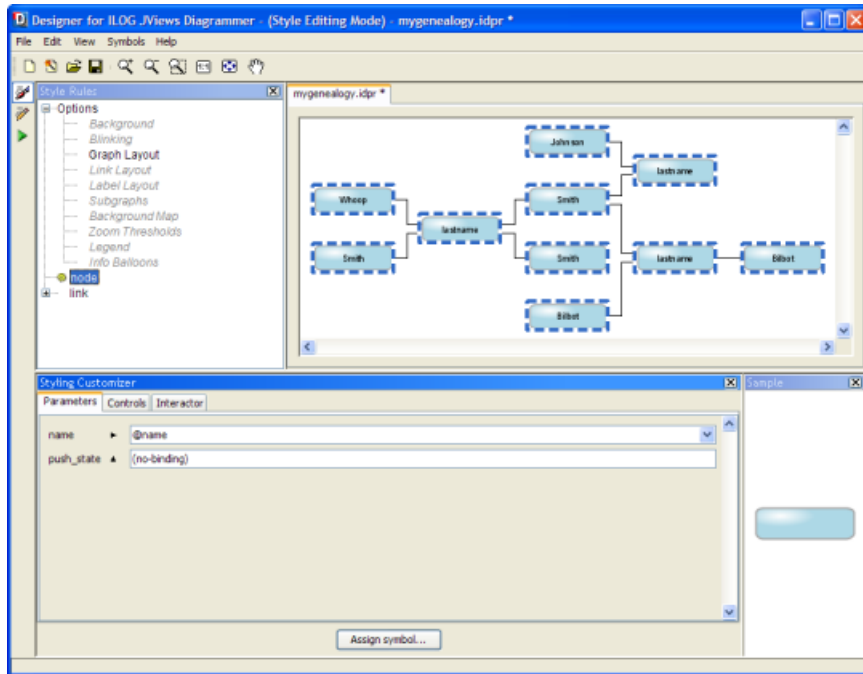 Designer for ILOG JViews Diagrammer - (Style Editing Mode) - mygenealogy.idpr *
File Edit View Symbols Help
Style Rules
mygenealogy.idpr *
Options
Background
Blinking
Graph Layout
Link Layout
Label Layout
Subgraphs
Background Map
Zoom Thresholds
Legend
Info Balloons
node
link
Johnson
lastname
Whoop
Smith
lastname
Smith
Smith
lastname
Bilbot
Bilbot
Styling Customizer
Sample
Parameters Controls Interactor
name @name
push_state (no-binding)
Assign symbol...